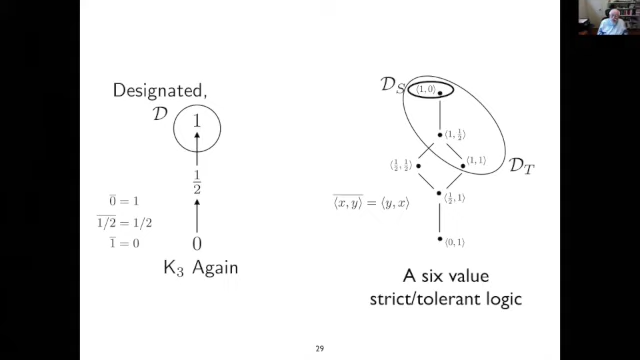 Designated,
𝒟
1
1/2
0
0̅ = 1
1/2̅ = 1/2
1̅ = 0
K₃ Again
𝒟_S
⟨1, 0⟩
⟨1, 1/2⟩
⟨1/2, 1/2⟩
⟨1, 1⟩
𝒟_T
⟨1/2, 1⟩
⟨x, y⟩̅ = ⟨y, x⟩
⟨0, 1⟩
A six value
strict/tolerant logic
29